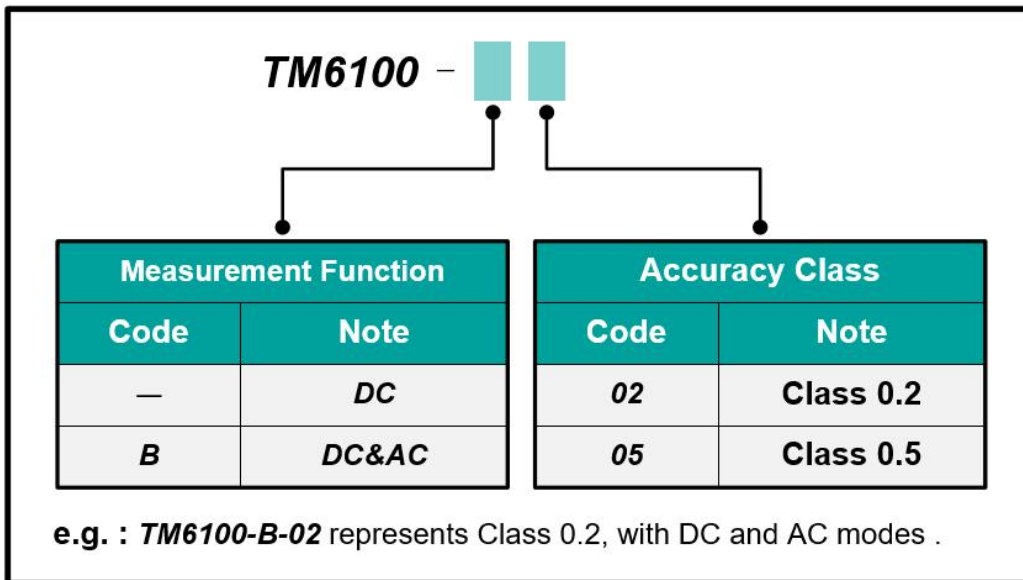 TM6100 –
Measurement Function
Code Note
— DC
B DC&AC
Accuracy Class
Code Note
02 Class 0.2
05 Class 0.5
e.g. : TM6100-B-02 represents Class 0.2, with DC and AC modes .